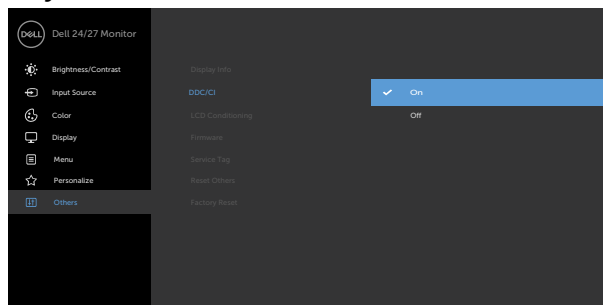 DELL Dell 24/27 Monitor
Brightness/Contrast
Input Source
Color
Display
Menu
Personalize
Others
Display Info
DDC/CI
LCD Conditioning
Firmware
Service Tag
Reset Others
Factory Reset
On
Off